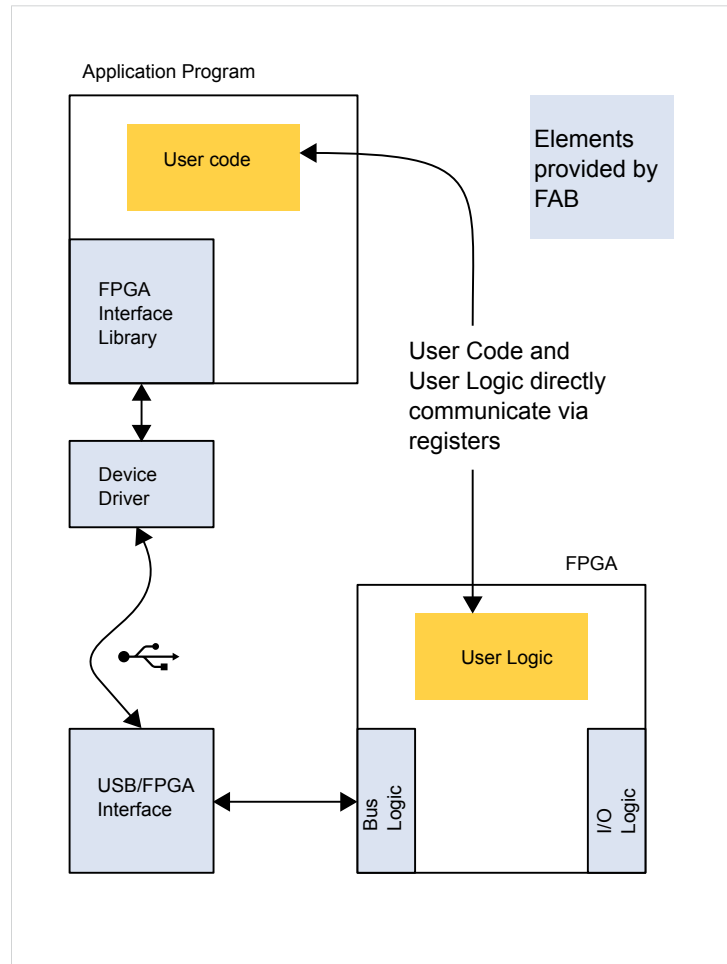 Application Program
User code
Elements
provided by
FAB
FPGA
Interface
Library
User Code and
User Logic directly
communicate via
registers
Device
Driver
FPGA
User Logic
USB/FPGA
Interface
Bus
Logic
I/O
Logic